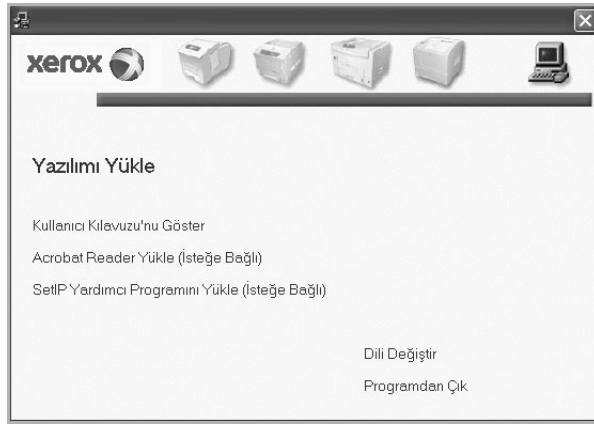 xerox
Yazılımı Yükle
Kullanıcı Kılavuzu'nu Göster
Acrobat Reader Yükle (İsteğe Bağlı)
SetIP Yardımcı Programını Yükle (İsteğe Bağlı)
Dili Değiştir
Programdan Çık